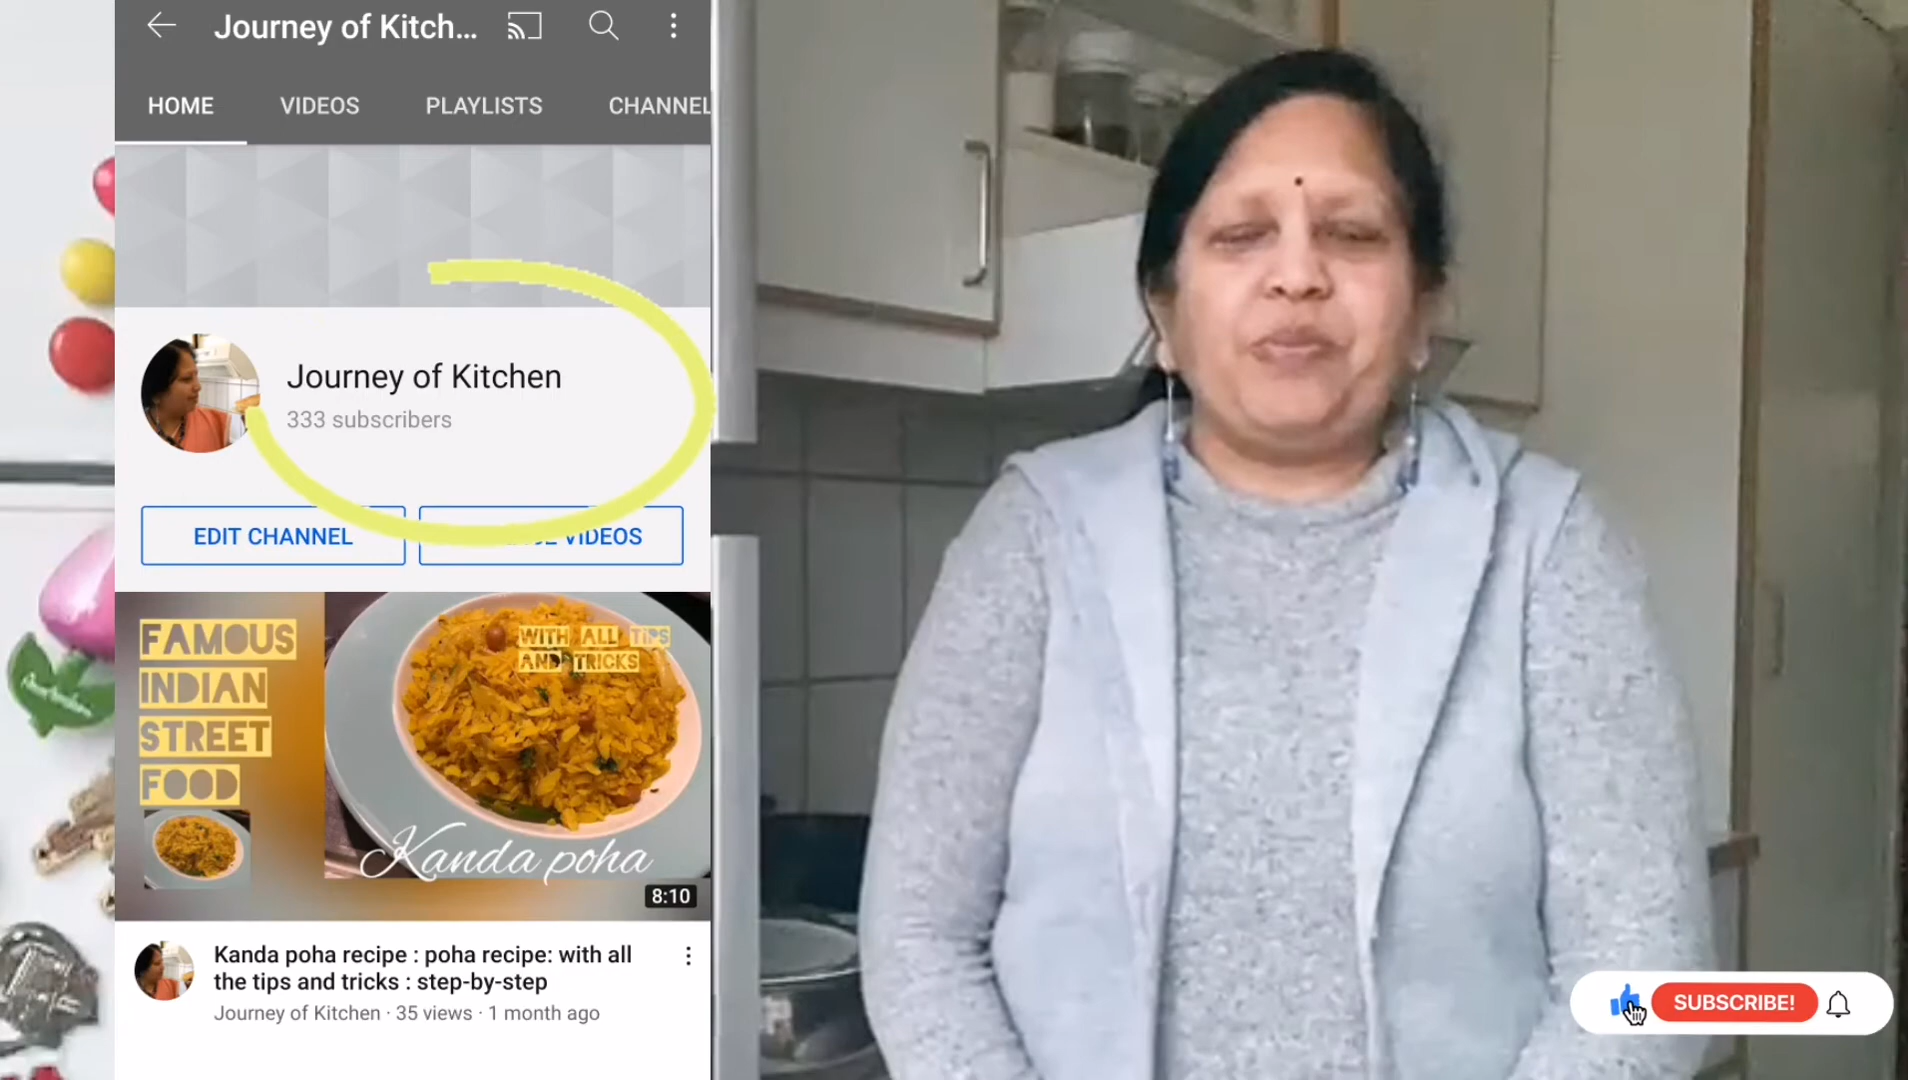 Journey of Kitch...
HOME VIDEOS PLAYLISTS CHANNEL
Journey of Kitchen
333 subscribers
EDIT CHANNEL
VIDEOS
FAMOUS
INDIAN
STREET
FOOD
WITH ALL TIPS
AND TRICKS
Kanda poha
8:10
Kanda poha recipe : poha recipe: with all
the tips and tricks : step-by-step
Journey of Kitchen · 35 views · 1 month ago
SUBSCRIBE!